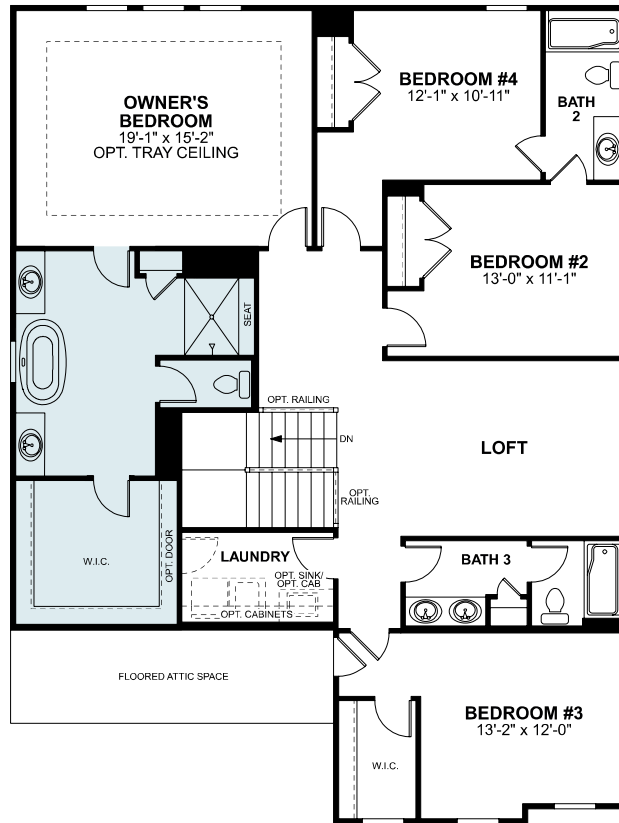 OWNER'S
BEDROOM
19'-1" x 15'-2"
OPT. TRAY CEILING
BEDROOM #4
12'-1" x 10'-11"
BATH
2
BEDROOM #2
13'-0" x 11'-1"
SEAT
OPT. RAILING
DN
LOFT
OPT.
RAILING
W.I.C.
OPT. DOOR
LAUNDRY
OPT. SINK/
OPT. CAB
OPT. CABINETS
BATH 3
FLOORED ATTIC SPACE
BEDROOM #3
13'-2" x 12'-0"
W.I.C.